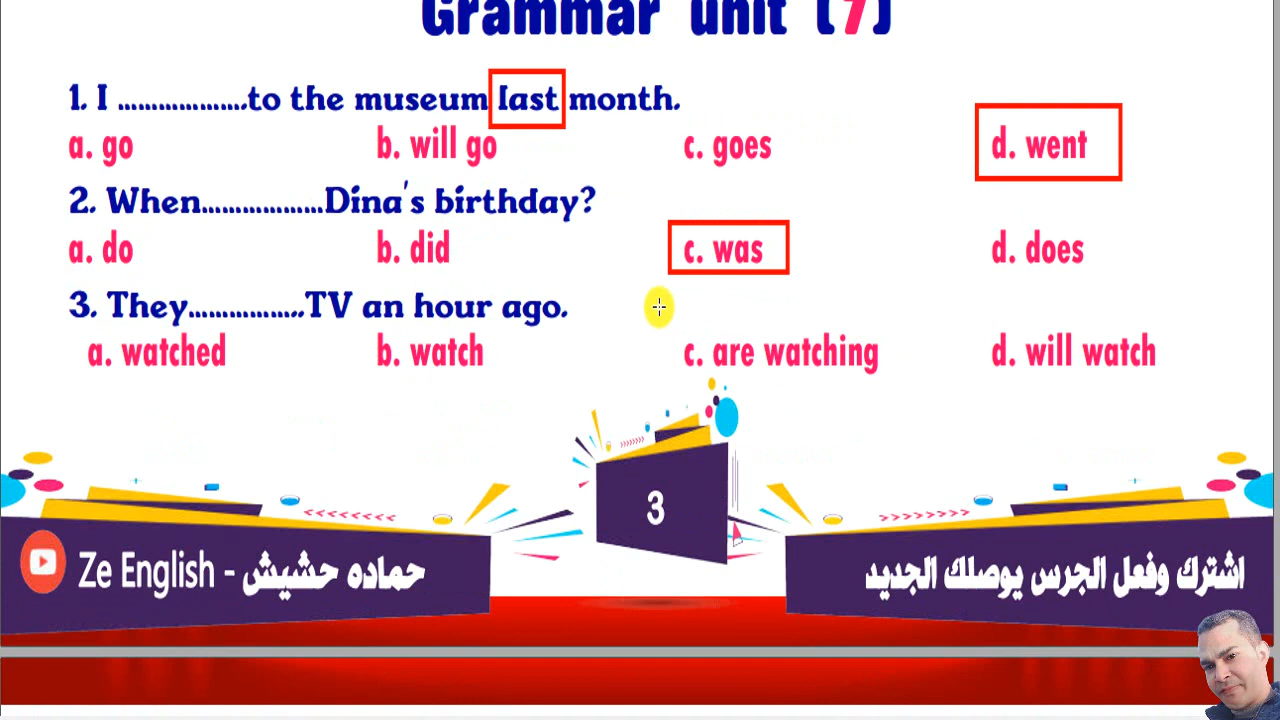 Grammar unit (7)
1. I ...................to the museum last month.
a. go b. will go c. goes d. went
2. When..................Dina's birthday?
a. do b. did c. was d. does
3. They.................TV an hour ago.
a. watched b. watch c. are watching d. will watch
3
Ze English - حماده حشيش
اشترك وفعل الجرس يوصلك الجديد